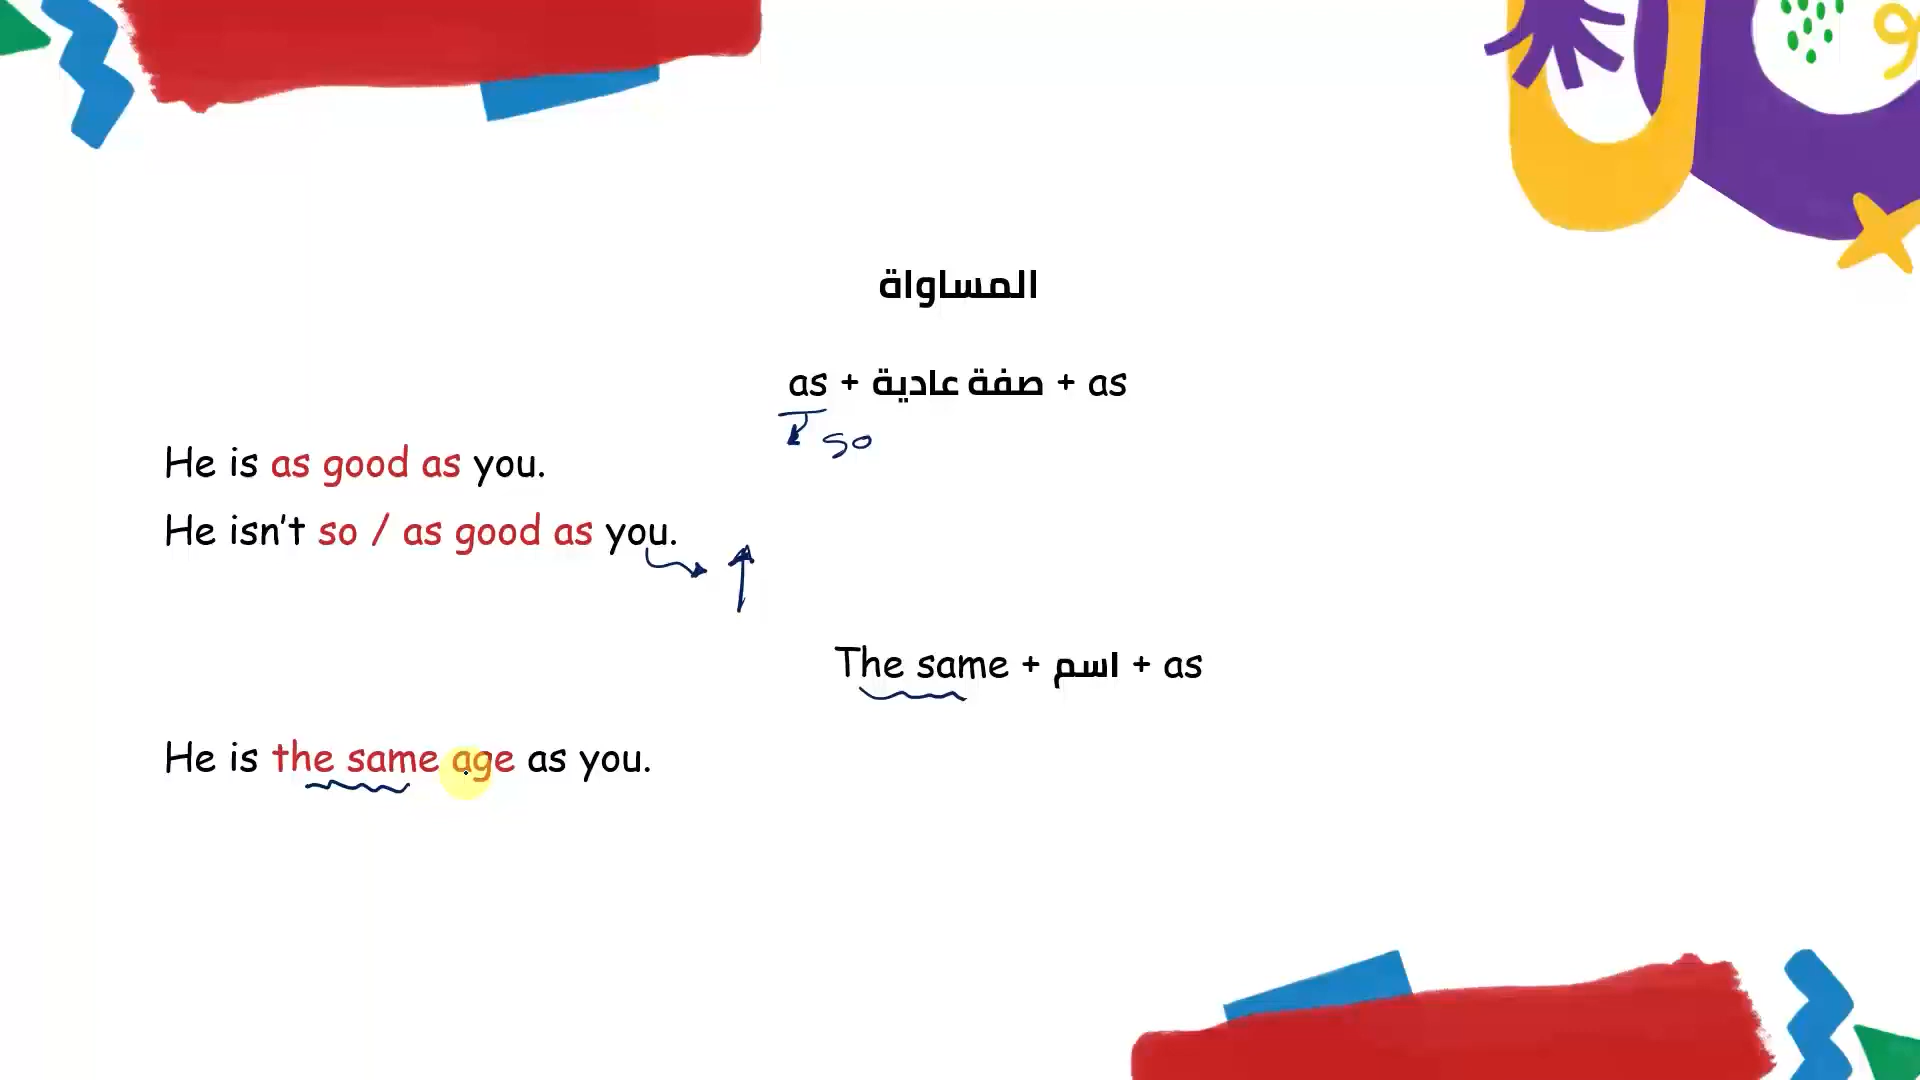 المساواة
as + صفة عادية + as
so
He is as good as you.
He isn't so / as good as you.
The same + اسم + as
He is the same age as you.